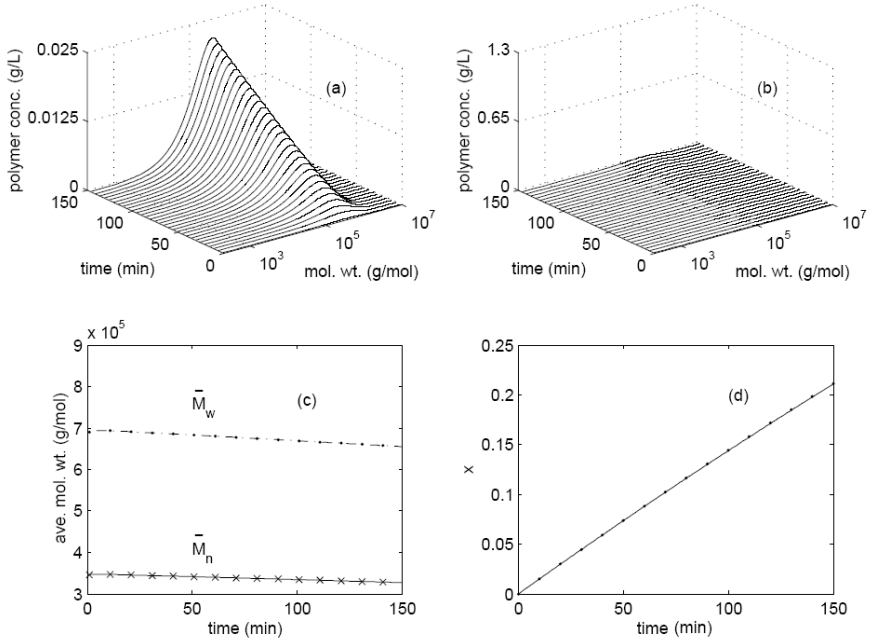 0.025
0.0125
0
polymer conc. (g/L)
(a)
150
100
50
0
time (min)
10^3
10^5
10^7
mol. wt. (g/mol)
1.3
0.65
0
polymer conc. (g/L)
(b)
150
100
50
0
time (min)
10^3
10^5
10^7
mol. wt. (g/mol)
x 10^5
9
8
7
6
5
4
3
ave. mol. wt. (g/mol)
M̄_w
(c)
M̄_n
0
50
100
150
time (min)
0.25
0.2
0.15
0.1
0.05
0
x
(d)
0
50
100
150
time (min)